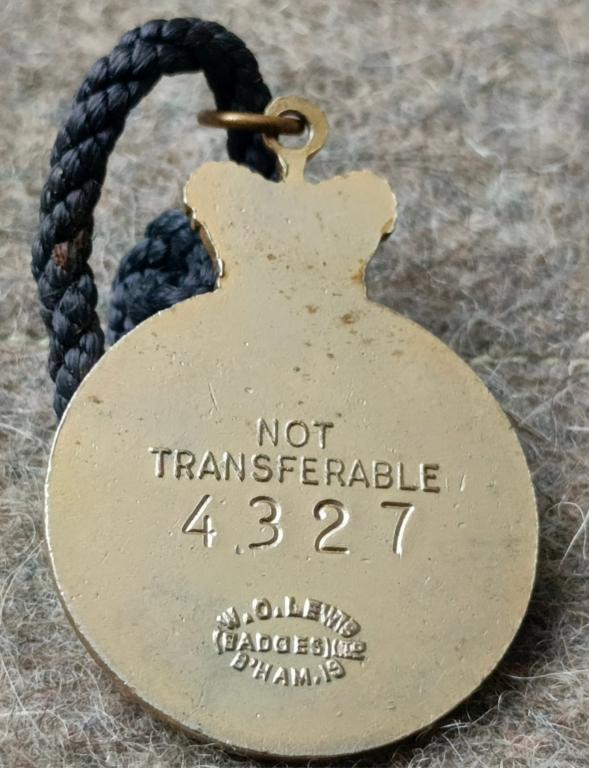 NOT
TRANSFERABLE
4327
W.O.LEWIS
(BADGES)LTD
B'HAM.19